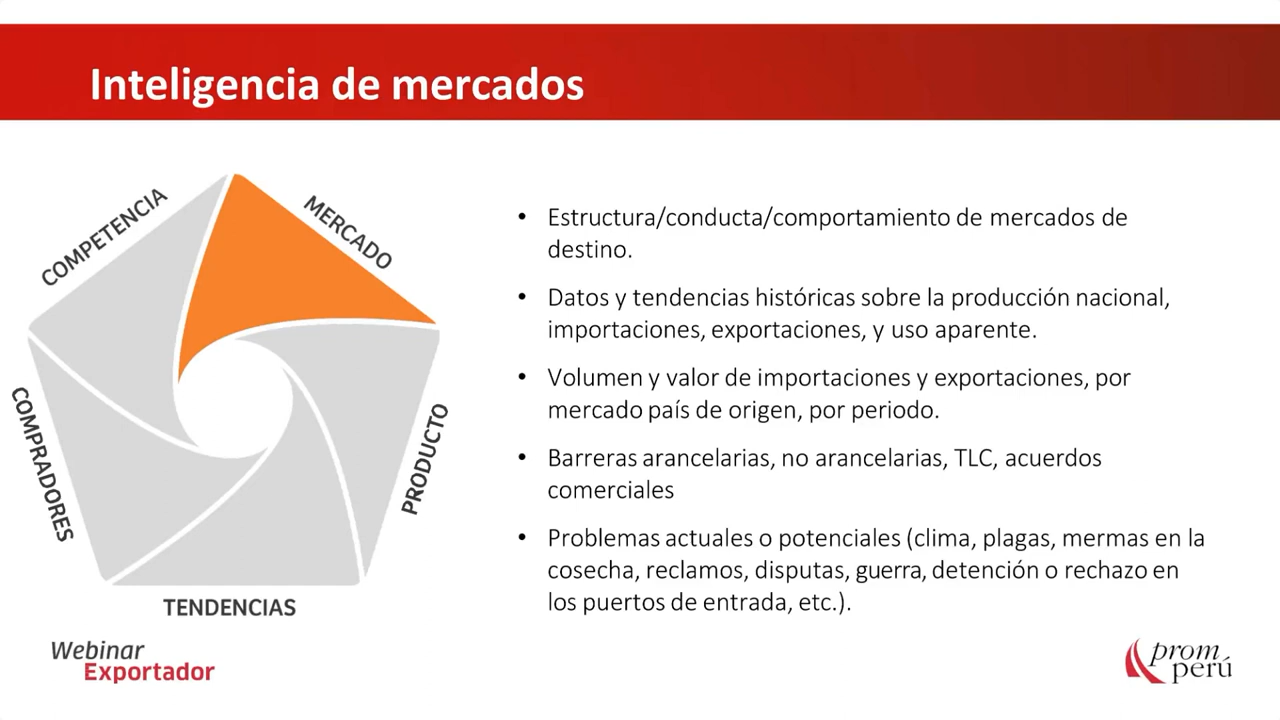 Inteligencia de mercados
COMPETENCIA
MERCADO
PRODUCTO
TENDENCIAS
COMPRADORES
• Estructura/conducta/comportamiento de mercados de
destino.
• Datos y tendencias históricas sobre la producción nacional,
importaciones, exportaciones, y uso aparente.
• Volumen y valor de importaciones y exportaciones, por
mercado país de origen, por periodo.
• Barreras arancelarias, no arancelarias, TLC, acuerdos
comerciales
• Problemas actuales o potenciales (clima, plagas, mermas en la
cosecha, reclamos, disputas, guerra, detención o rechazo en
los puertos de entrada, etc.).
Webinar
Exportador
prom
perú